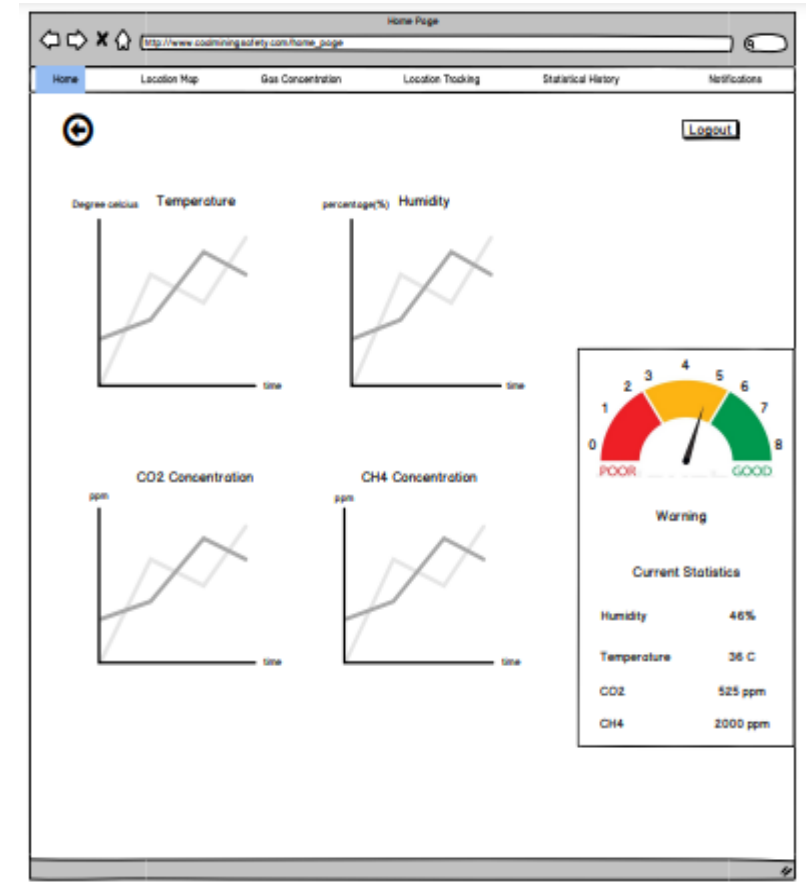 Home Page
http://www.coalminingsafety.com/home_page
Home Location Map Gas Concentration Location Tracking Statistical History Notifications
Logout
Degree celcius Temperature
percentage(%) Humidity
time
time
0 1 2 3 4 5 6 7 8
POOR GOOD
Warning
Current Statistics
Humidity 46%
Temperature 36 C
CO2 525 ppm
CH4 2000 ppm
CO2 Concentration
ppm
CH4 Concentration
ppm
time
time